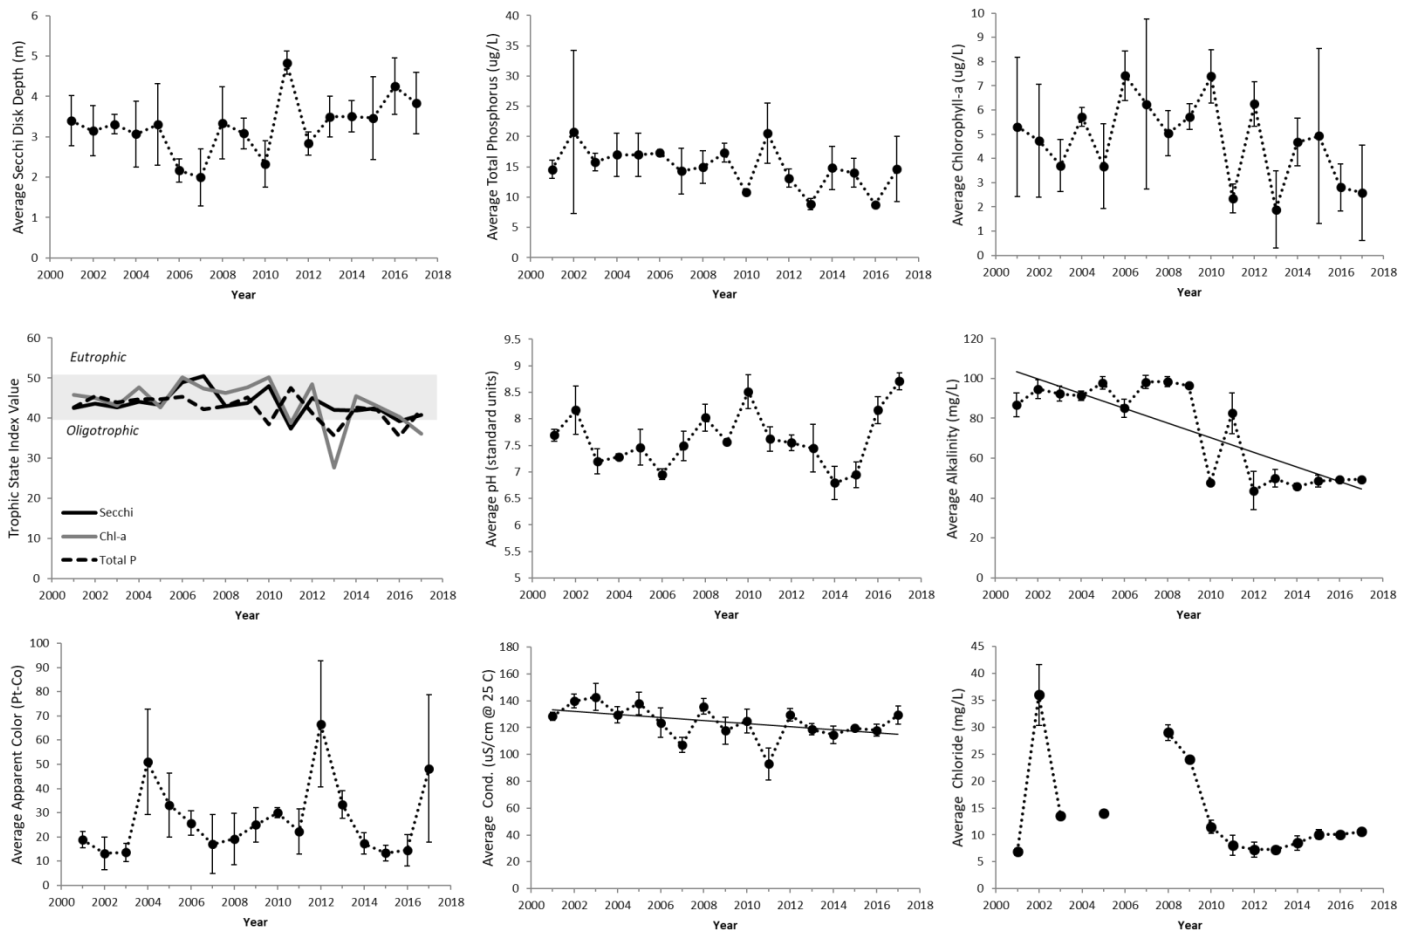 Average Secchi Disk Depth (m)
6
5
4
3
2
1
0
2000 2002 2004 2006 2008 2010 2012 2014 2016 2018
Year
Average Total Phosphorus (ug/L)
40
35
30
25
20
15
10
5
0
2000 2002 2004 2006 2008 2010 2012 2014 2016 2018
Year
Average Chlorophyll-a (ug/L)
10
9
8
7
6
5
4
3
2
1
0
2000 2002 2004 2006 2008 2010 2012 2014 2016 2018
Year
Trophic State Index Value
60
50
40
30
20
10
0
Eutrophic
Oligotrophic
Secchi
Chl-a
Total P
2000 2002 2004 2006 2008 2010 2012 2014 2016 2018
Year
Average pH (standard units)
9.5
9
8.5
8
7.5
7
6.5
6
5.5
5
2000 2002 2004 2006 2008 2010 2012 2014 2016 2018
Year
Average Alkalinity (mg/L)
120
100
80
60
40
20
0
2000 2002 2004 2006 2008 2010 2012 2014 2016 2018
Year
Average Apparent Color (Pt-Co)
100
90
80
70
60
50
40
30
20
10
0
2000 2002 2004 2006 2008 2010 2012 2014 2016 2018
Year
Average Cond. (uS/cm @ 25 C)
180
160
140
120
100
80
60
40
20
0
2000 2002 2004 2006 2008 2010 2012 2014 2016 2018
Year
Average Chloride (mg/L)
45
40
35
30
25
20
15
10
5
0
2000 2002 2004 2006 2008 2010 2012 2014 2016 2018
Year